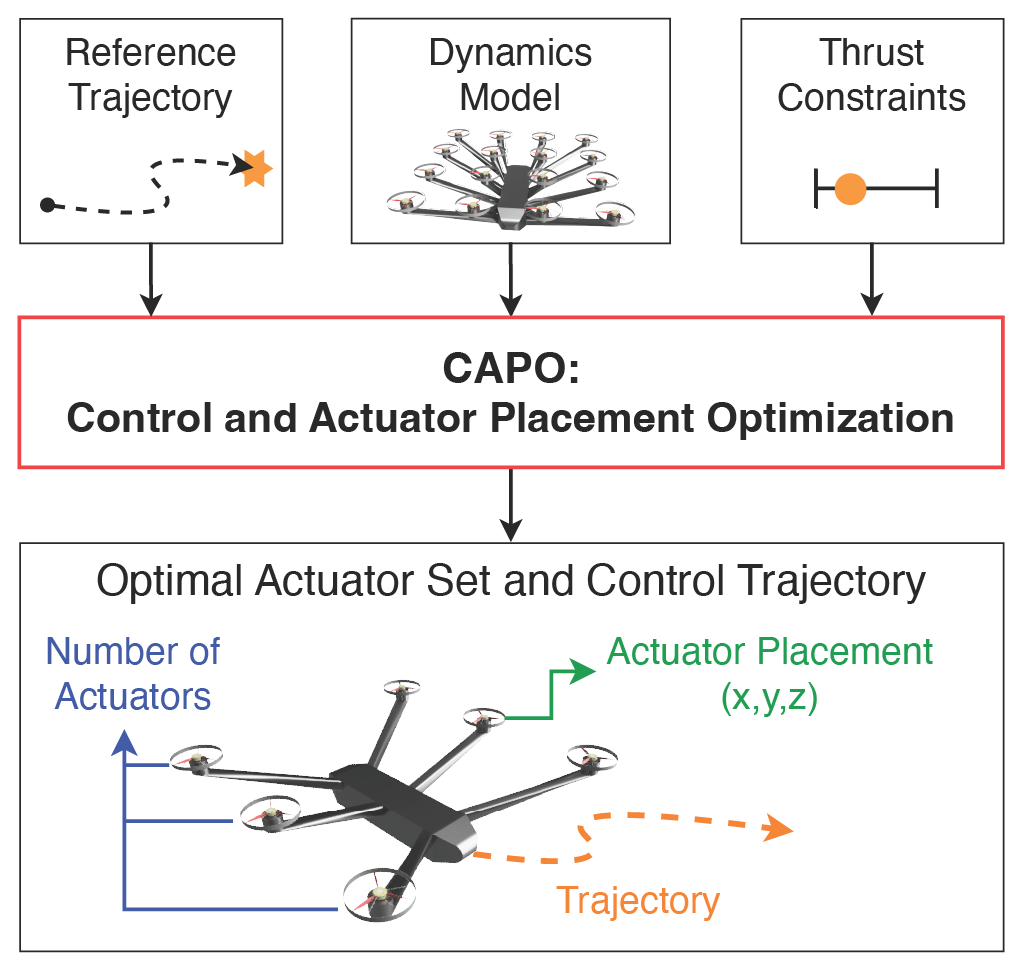 Reference
Trajectory
Dynamics
Model
Thrust
Constraints
CAPO:
Control and Actuator Placement Optimization
Optimal Actuator Set and Control Trajectory
Number of
Actuators
Actuator Placement
(x,y,z)
Trajectory